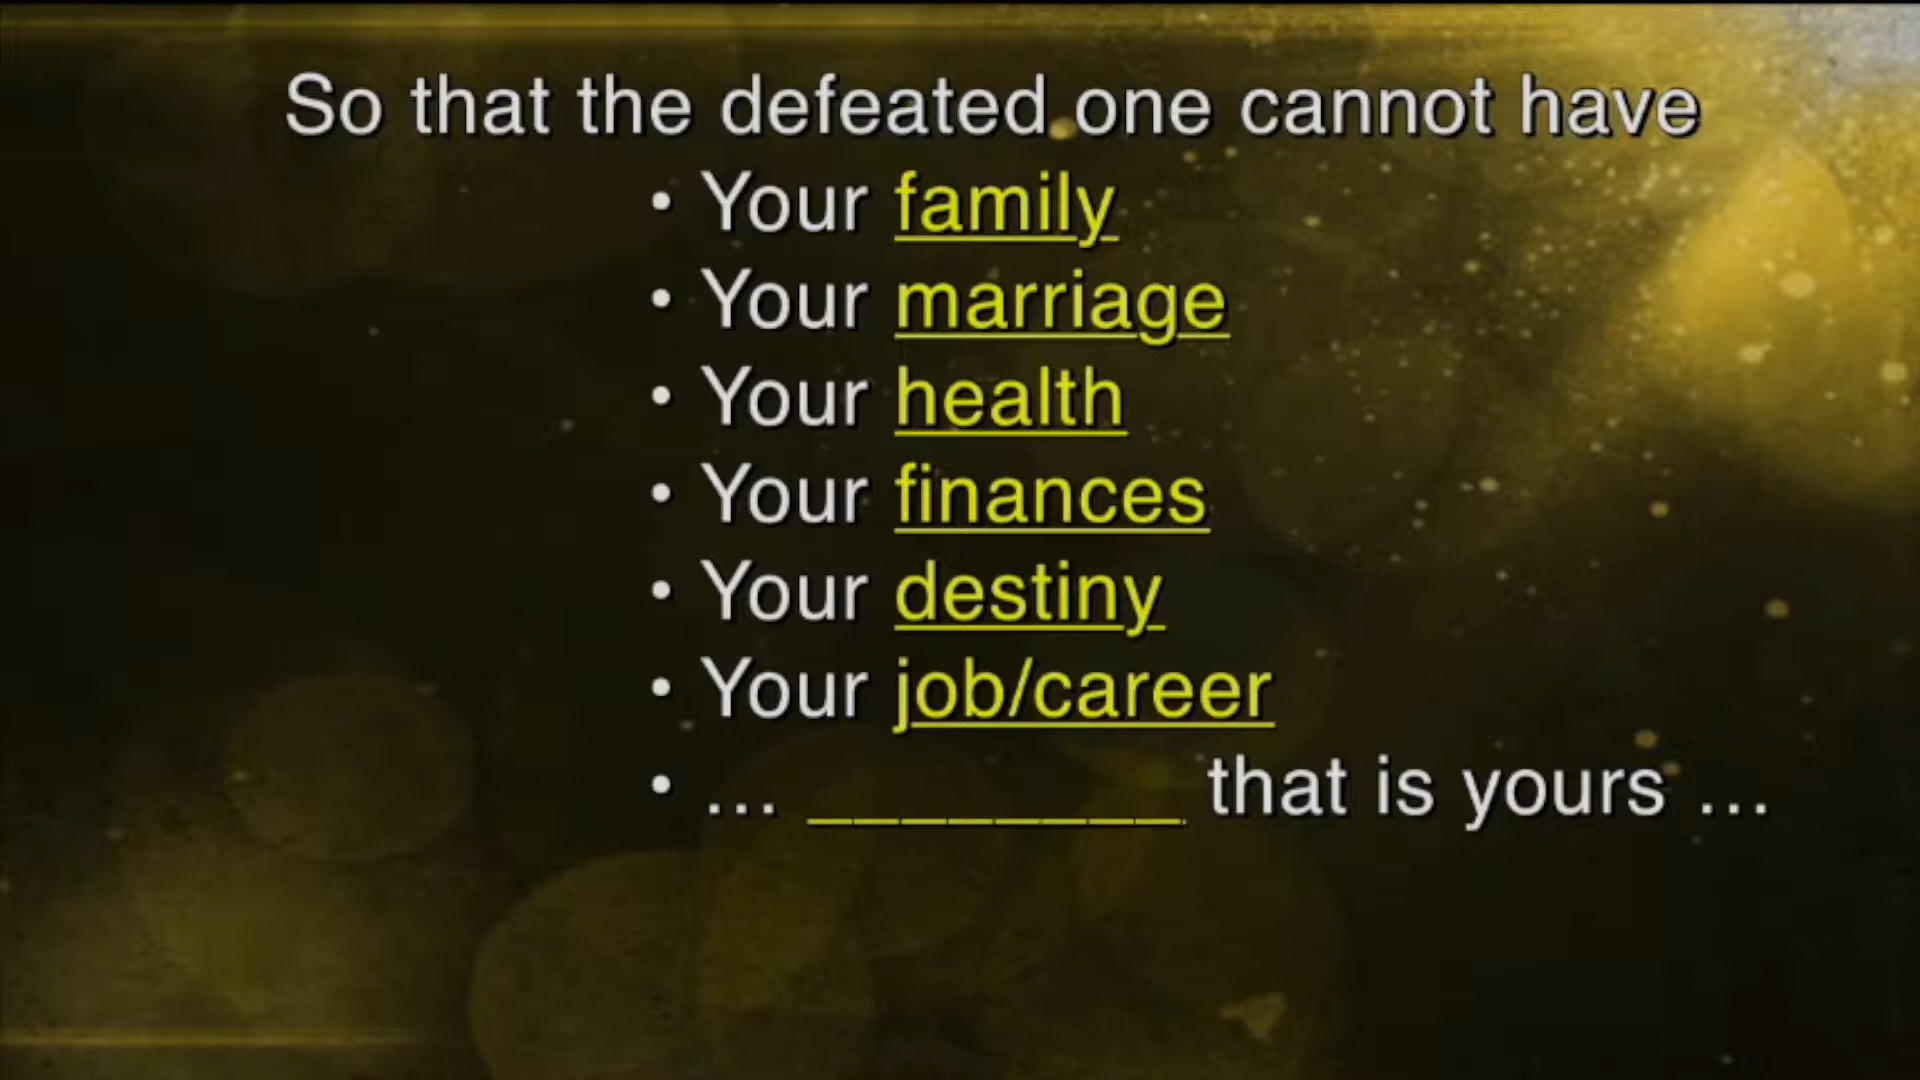 So that the defeated one cannot have
• Your family
• Your marriage
• Your health
• Your finances
• Your destiny
• Your job/career
• ... ________ that is yours ...